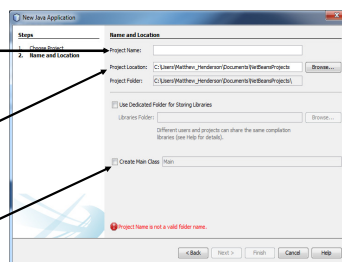 New Java Application
Steps
1. Choose Project
2. Name and Location
Name and Location
Project Name:
Project Location: C:\Users\Matthew_Henderson\Documents\NetBeansProjects Browse...
Project Folder: C:\Users\Matthew_Henderson\Documents\NetBeansProjects\
Use Dedicated Folder for Storing Libraries
Libraries Folder: Browse...
Different users and projects can share the same compilation
libraries (see Help for details).
Create Main Class Main
Project Name is not a valid folder name.
< Back Next > Finish Cancel Help